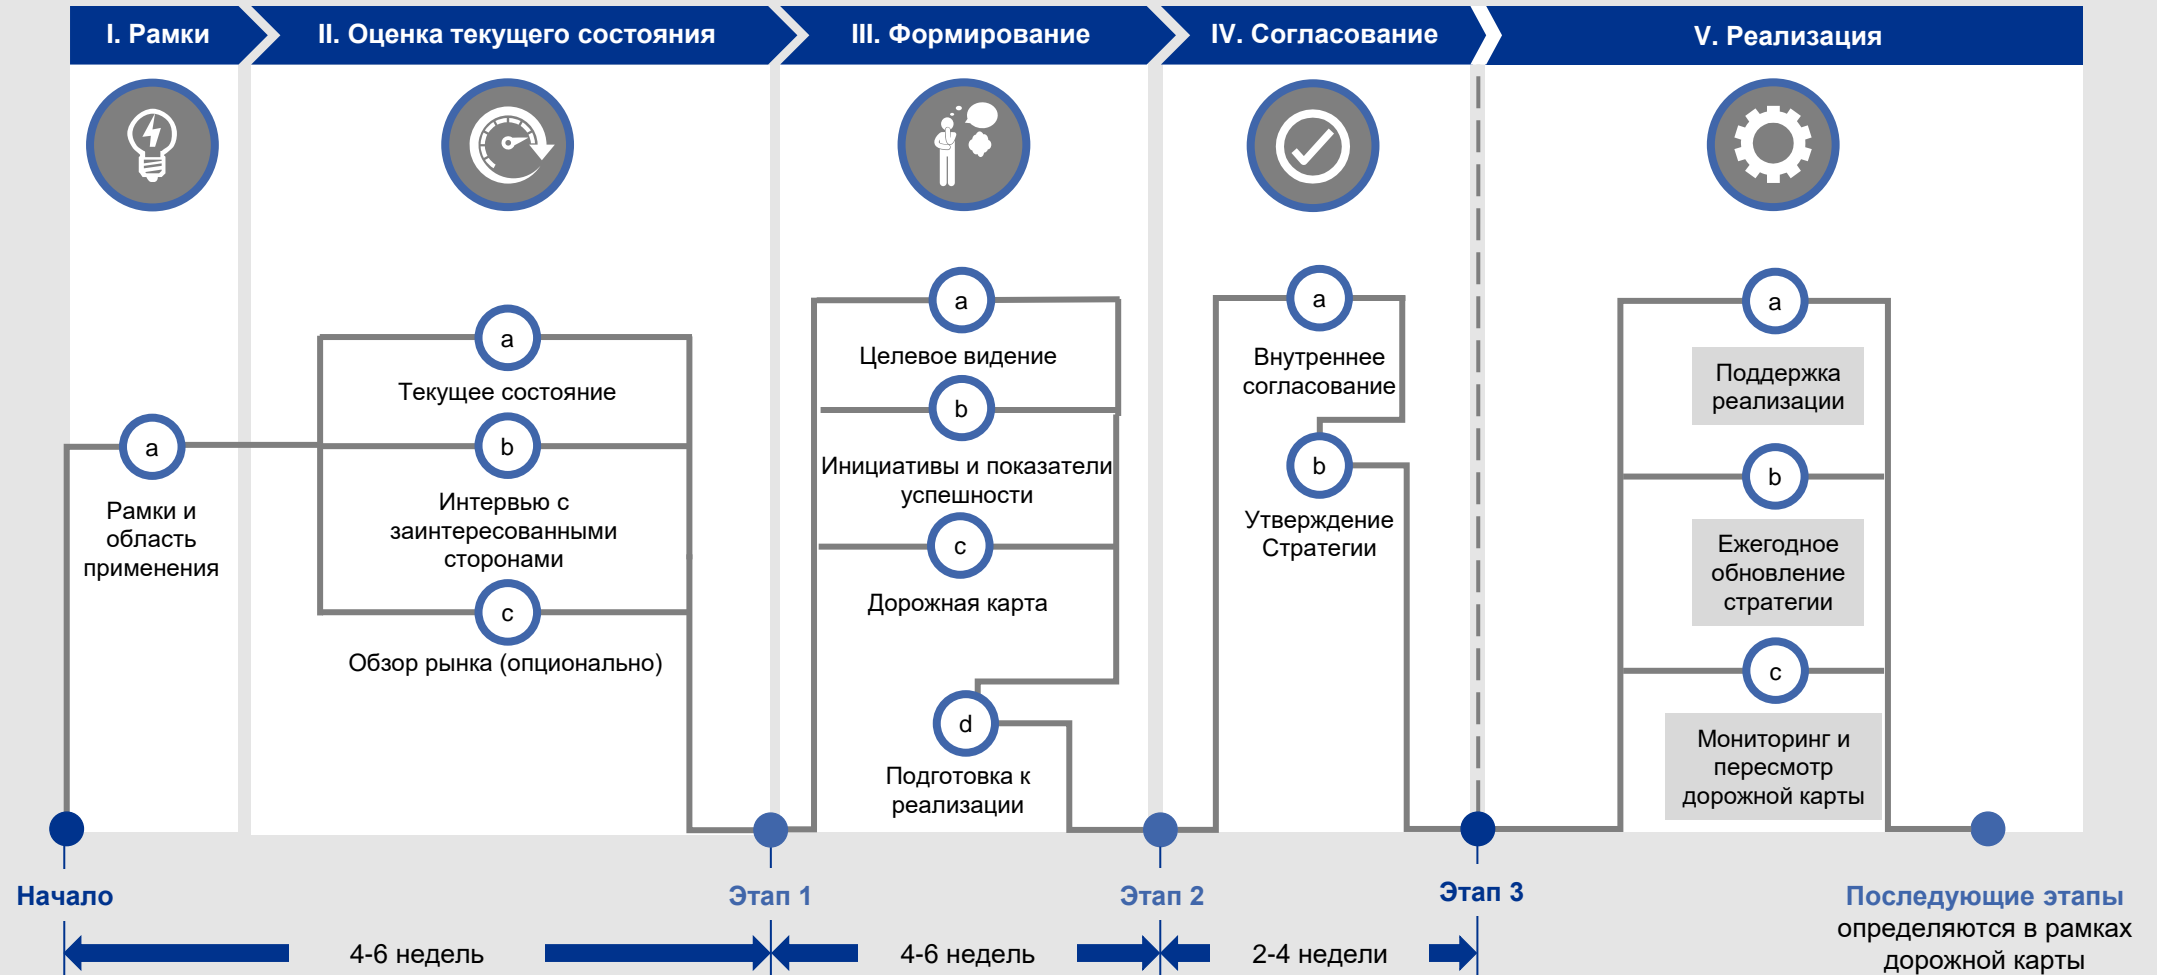 I. Рамки
II. Оценка текущего состояния
III. Формирование
IV. Согласование
V. Реализация
a
Рамки и
область
применения
a
Текущее состояние
b
Интервью с
заинтересованными
сторонами
c
Обзор рынка (опционально)
a
Целевое видение
b
Инициативы и показатели
успешности
c
Дорожная карта
d
Подготовка к
реализации
a
Внутреннее
согласование
b
Утверждение
Стратегии
a
Поддержка
реализации
b
Ежегодное
обновление
стратегии
c
Мониторинг и
пересмотр
дорожной карты
Начало
Этап 1
Этап 2
Этап 3
Последующие этапы
определяются в рамках
дорожной карты
4-6 недель
4-6 недель
2-4 недели